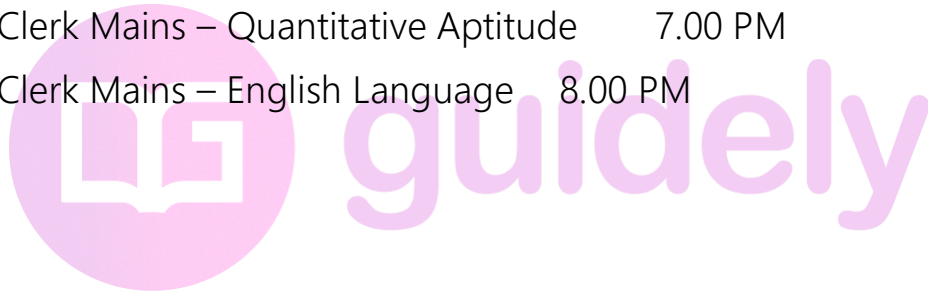 Clerk Mains – Quantitative Aptitude 7.00 PM
Clerk Mains – English Language 8.00 PM
guidely